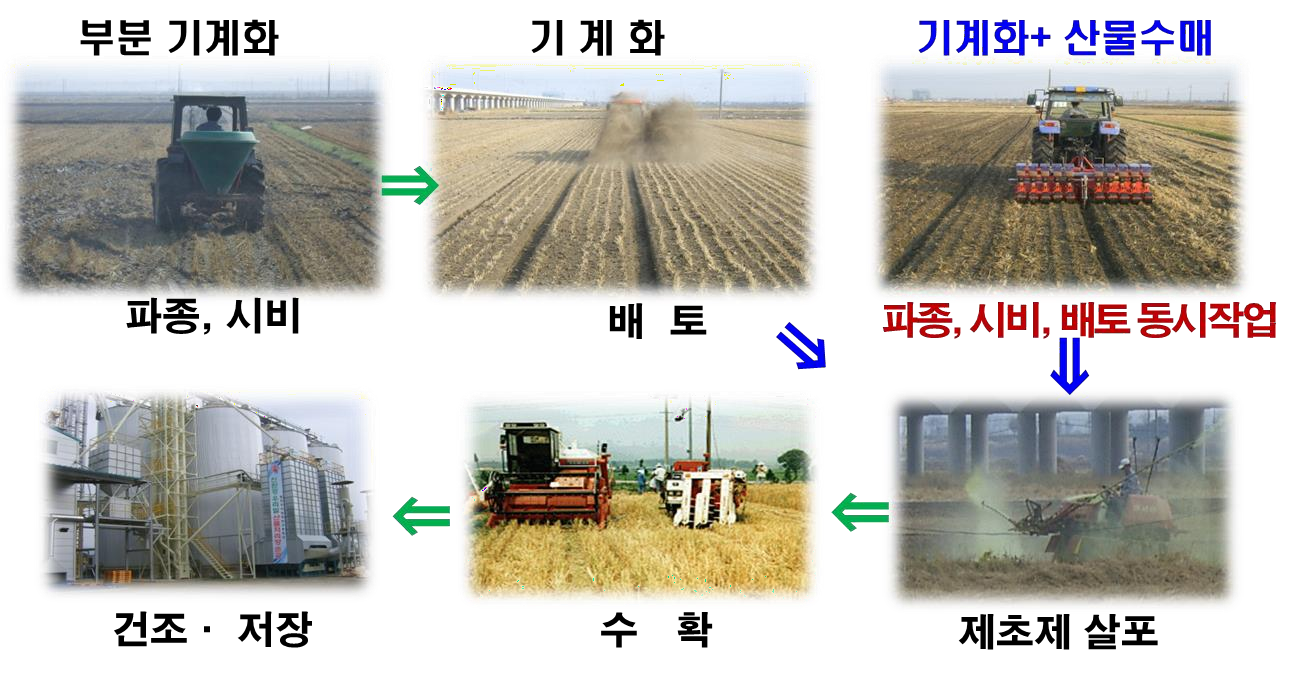 부분 기계화
기 계 화
기계화+ 산물수매
파종, 시비
배 토
파종, 시비, 배토 동시작업
건조 · 저장
수 확
제초제 살포